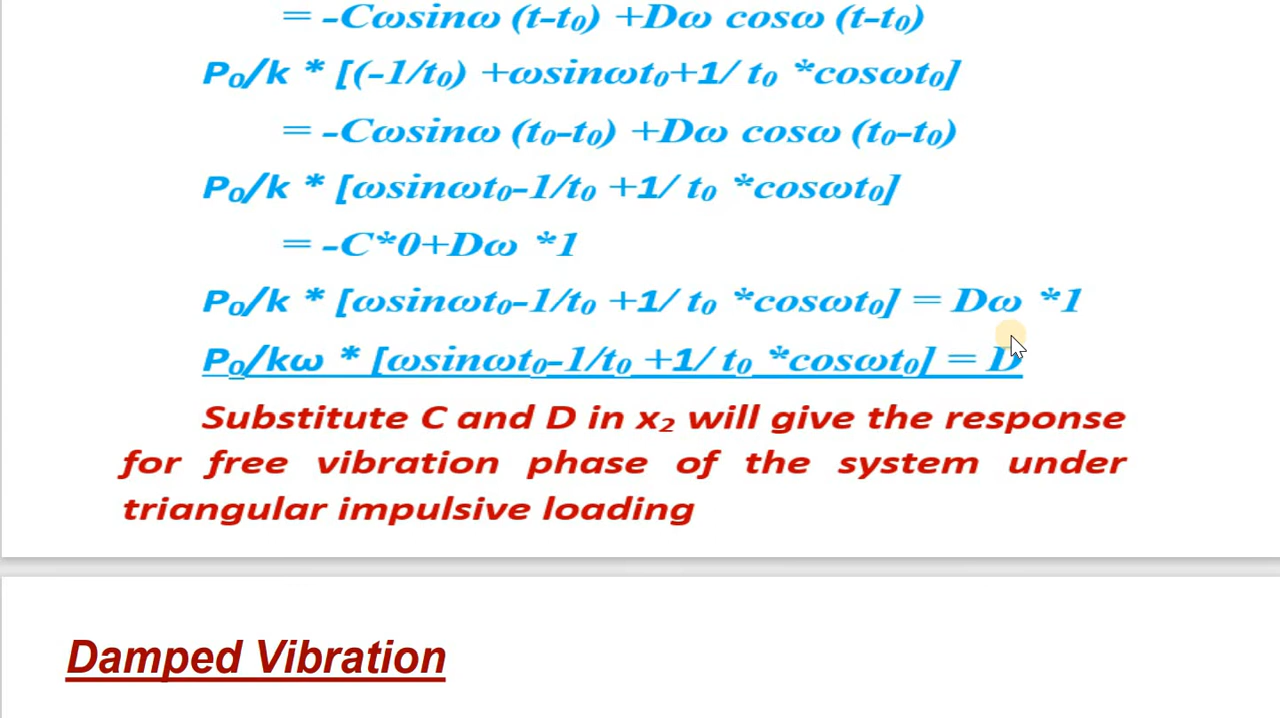 = -Cωsinω (t-t₀) +Dω cosω (t-t₀)
P₀/k * [(-1/t₀) +ωsinωt₀+1/ t₀ *cosωt₀]
= -Cωsinω (t₀-t₀) +Dω cosω (t₀-t₀)
P₀/k * [ωsinωt₀-1/t₀ +1/ t₀ *cosωt₀]
= -C*0+Dω *1
P₀/k * [ωsinωt₀-1/t₀ +1/ t₀ *cosωt₀] = Dω *1
P₀/kω * [ωsinωt₀-1/t₀ +1/ t₀ *cosωt₀] = D
Substitute C and D in x₂ will give the response
for free vibration phase of the system under
triangular impulsive loading
Damped Vibration